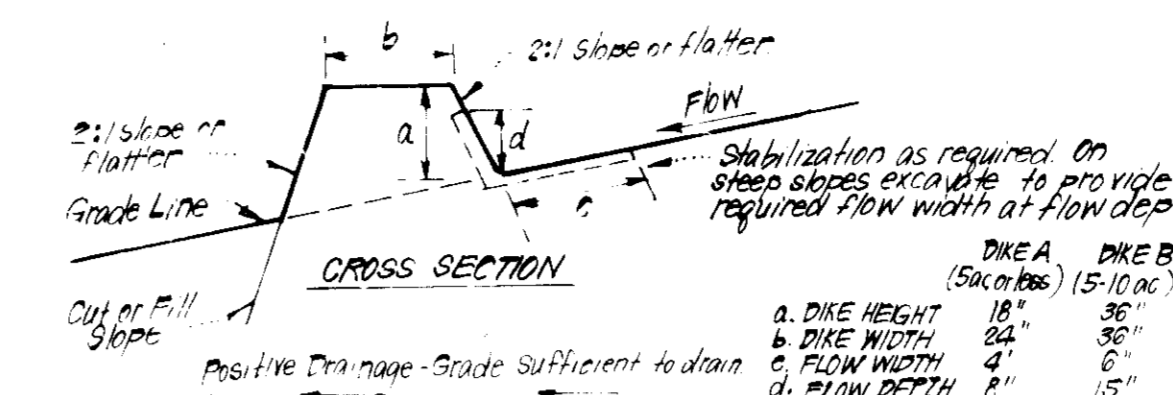 b
2:1 Slope or flatter
Flow
a
d
2:1 slope or
flatter
Stabilization as required. On
steep slopes excavate to provide
required flow width at flow dep
Grade Line
c
CROSS SECTION
DIKE A DIKE B
(5ac or less) (5-10 ac)
Cut or Fill
Slope
a. DIKE HEIGHT 18" 36"
b. DIKE WIDTH 24" 36"
c. FLOW WIDTH 4' 6'
d. FLOW DEPTH 8" 15"
Positive Drainage-Grade Sufficient to drain